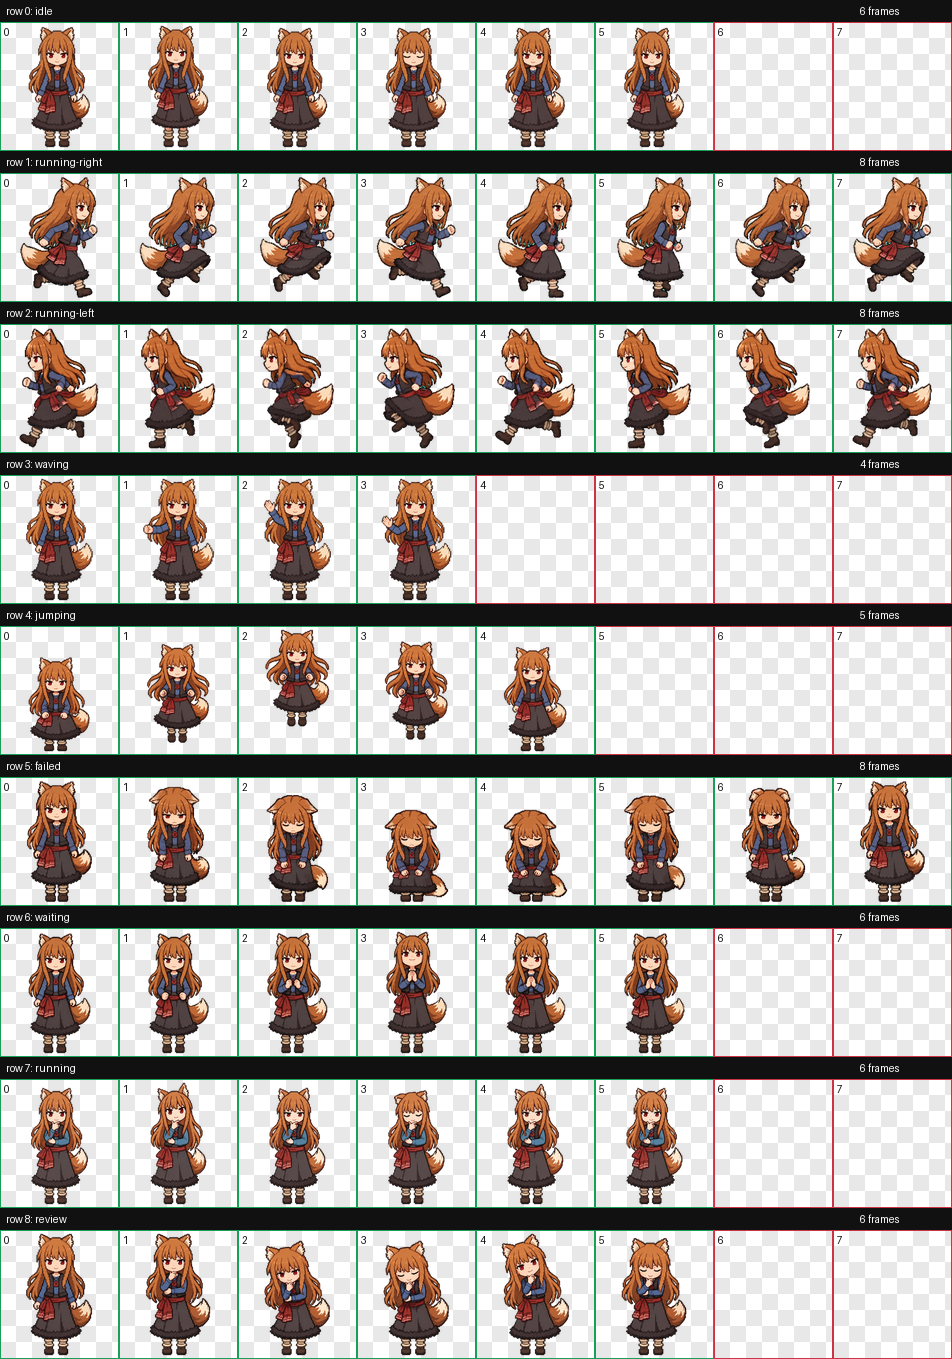 row 0: idle 6 frames
0 1 2 3 4 5 6 7
row 1: running-right 8 frames
0 1 2 3 4 5 6 7
row 2: running-left 8 frames
0 1 2 3 4 5 6 7
row 3: waving 4 frames
0 1 2 3 4 5 6 7
row 4: jumping 5 frames
0 1 2 3 4 5 6 7
row 5: failed 8 frames
0 1 2 3 4 5 6 7
row 6: waiting 6 frames
0 1 2 3 4 5 6 7
row 7: running 6 frames
0 1 2 3 4 5 6 7
row 8: review 6 frames
0 1 2 3 4 5 6 7